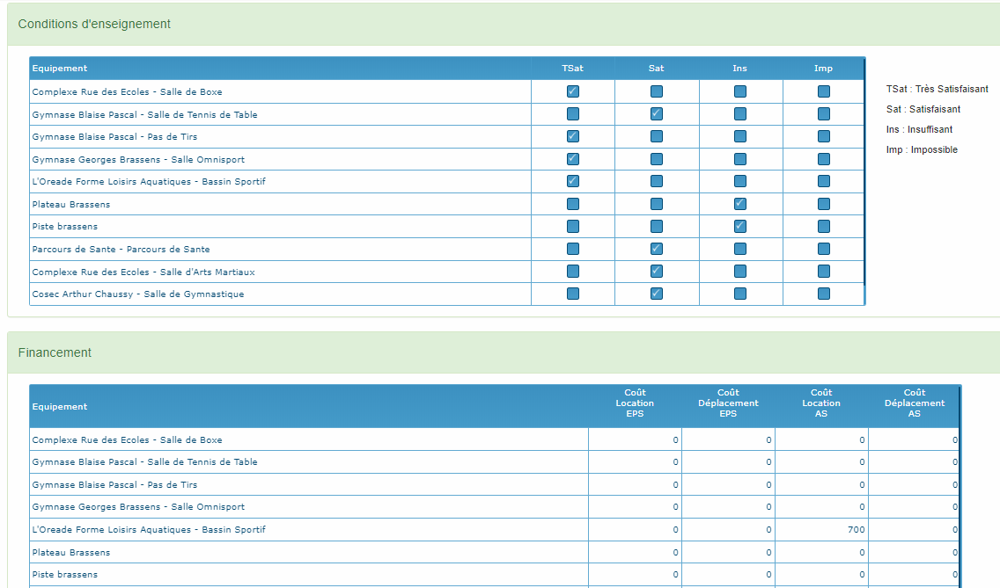 Conditions d'enseignement
Equipement TSat Sat Ins Imp
Complexe Rue des Ecoles - Salle de Boxe
Gymnase Blaise Pascal - Salle de Tennis de Table
Gymnase Blaise Pascal - Pas de Tirs
Gymnase Georges Brassens - Salle Omnisport
L'Oreade Forme Loisirs Aquatiques - Bassin Sportif
Plateau Brassens
Piste brassens
Parcours de Sante - Parcours de Sante
Complexe Rue des Ecoles - Salle d'Arts Martiaux
Cosec Arthur Chaussy - Salle de Gymnastique
TSat : Très Satisfaisant
Sat : Satisfaisant
Ins : Insuffisant
Imp : Impossible
Financement
Equipement
Coût Location EPS
Coût Déplacement EPS
Coût Location AS
Coût Déplacement AS
Complexe Rue des Ecoles - Salle de Boxe 0 0 0 0
Gymnase Blaise Pascal - Salle de Tennis de Table 0 0 0 0
Gymnase Blaise Pascal - Pas de Tirs 0 0 0 0
Gymnase Georges Brassens - Salle Omnisport 0 0 0 0
L'Oreade Forme Loisirs Aquatiques - Bassin Sportif 0 0 700 0
Plateau Brassens 0 0 0 0
Piste brassens 0 0 0 0